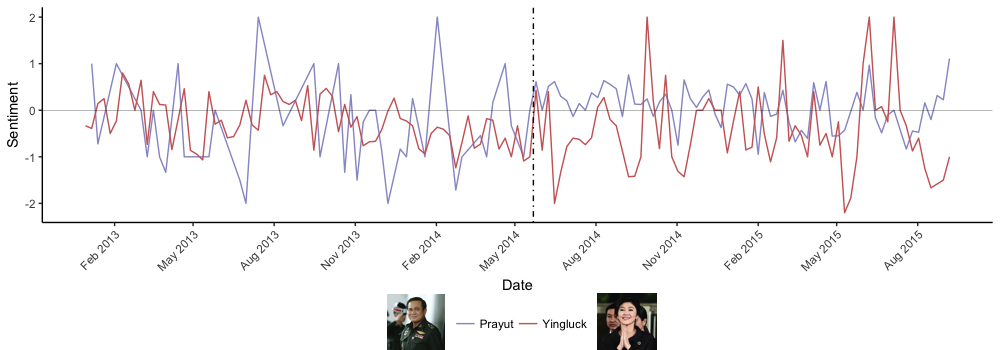 Sentiment
2
1
0
-1
-2
Feb 2013
May 2013
Aug 2013
Nov 2013
Feb 2014
May 2014
Aug 2014
Nov 2014
Feb 2015
May 2015
Aug 2015
Date
Prayut Yingluck